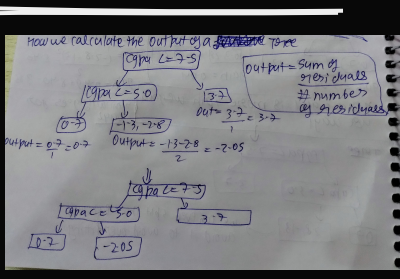 How we calculate the output of a Tree
cgpa <= 7.5
output = sum of residuals
# number of residuals
cgpa <= 5.0
3.7
out = 3.7/1 = 3.7
0.7
-1.3, -2.8
output = 0.7/1 = 0.7
output = -1.3-2.8/2 = -2.05
cgpa <= 7.5
cgpa <= 5.0
3.7
0.7
-2.05